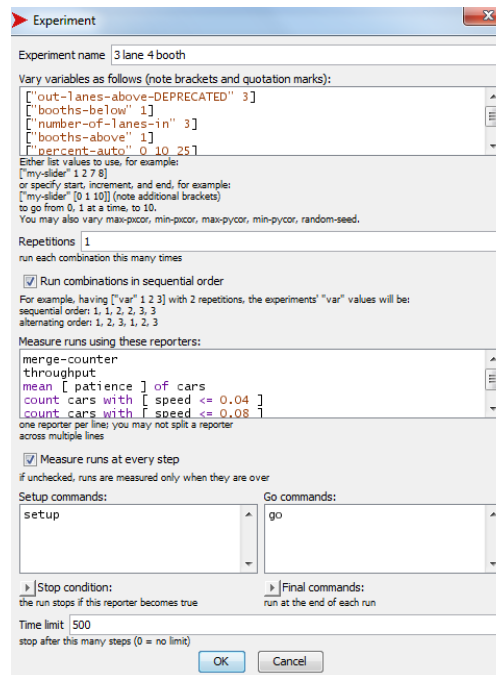 Experiment
Experiment name 3 lane 4 booth
Vary variables as follows (note brackets and quotation marks):
["out-lanes-above-DEPRECATED" 3]
["booths-below" 1]
["number-of-lanes-in" 3]
["booths-above" 1]
["percent-auto" 0 10 25]
Either list values to use, for example:
["my-slider" 1 2 7 8]
or specify start, increment, and end, for example:
["my-slider" [0 1 10]] (note additional brackets)
to go from 0, 1 at a time, to 10.
You may also vary max-pxcor, min-pxcor, max-pycor, min-pycor, random-seed.
Repetitions 1
run each combination this many times
Run combinations in sequential order
For example, having ["var" 1 2 3] with 2 repetitions, the experiments' "var" values will be:
sequential order: 1, 1, 2, 2, 3, 3
alternating order: 1, 2, 3, 1, 2, 3
Measure runs using these reporters:
merge-counter
throughput
mean [ patience ] of cars
count cars with [ speed <= 0.04 ]
count cars with [ speed <= 0.08 ]
one reporter per line; you may not split a reporter
across multiple lines
Measure runs at every step
if unchecked, runs are measured only when they are over
Setup commands: Go commands:
setup go
Stop condition: Final commands:
the run stops if this reporter becomes true run at the end of each run
Time limit 500
stop after this many steps (0 = no limit)
OK Cancel